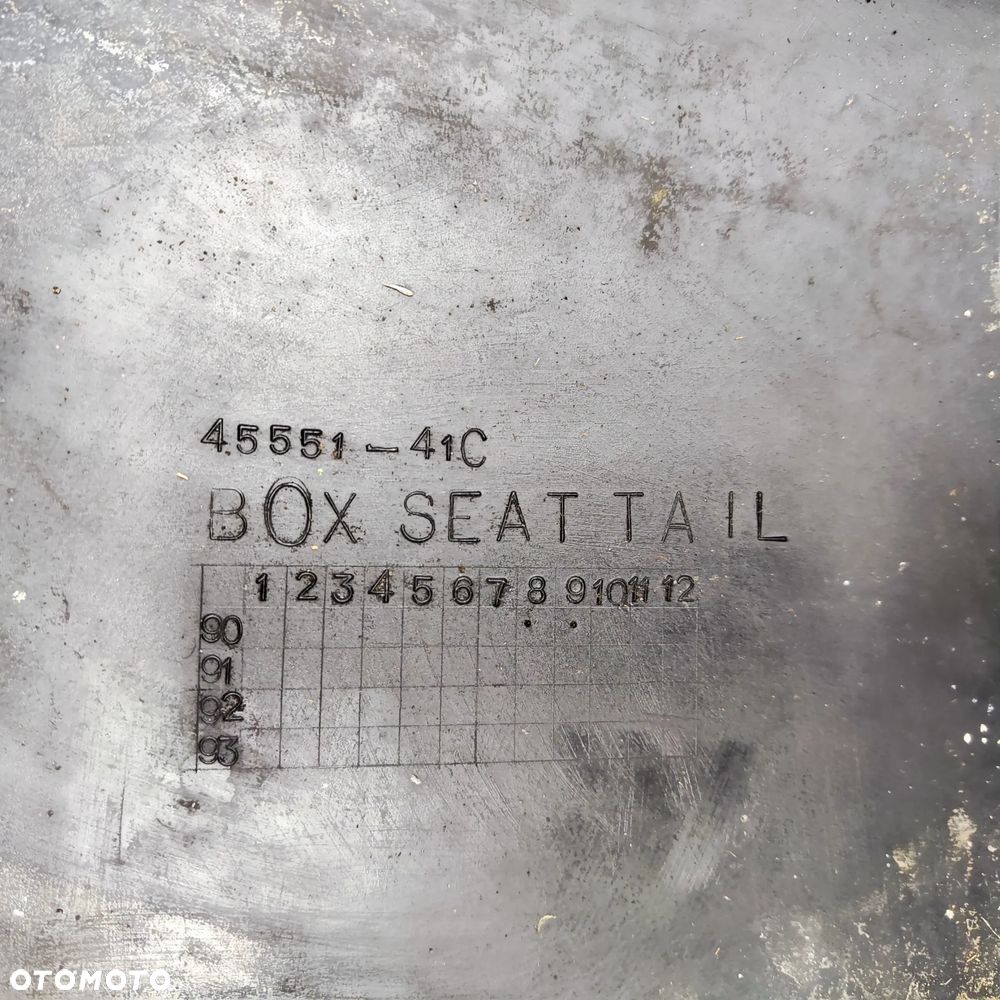 45551-41C
BOX SEAT TAIL
1 2 3 4 5 6 7 8 9 10 11 12
90
91
92
93
OTOMOTO